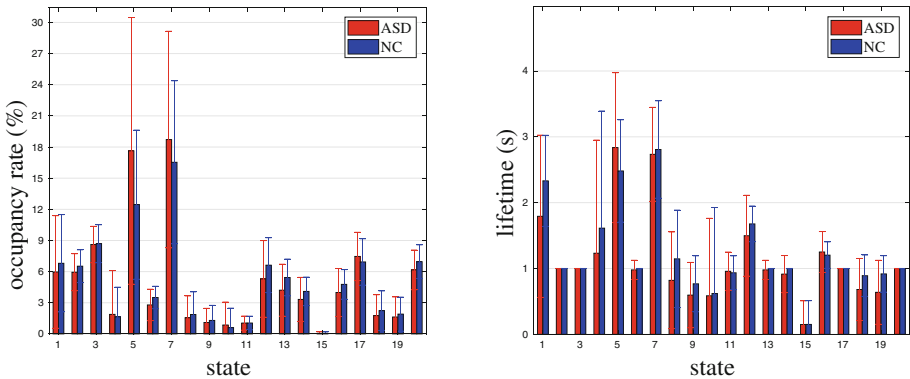 occupancy rate (%)
30
27
24
21
18
15
12
9
6
3
0
1 3 5 7 9 11 13 15 17 19
state
ASD
NC
lifetime (s)
4
3
2
1
0
1 3 5 7 9 11 13 15 17 19
state
ASD
NC